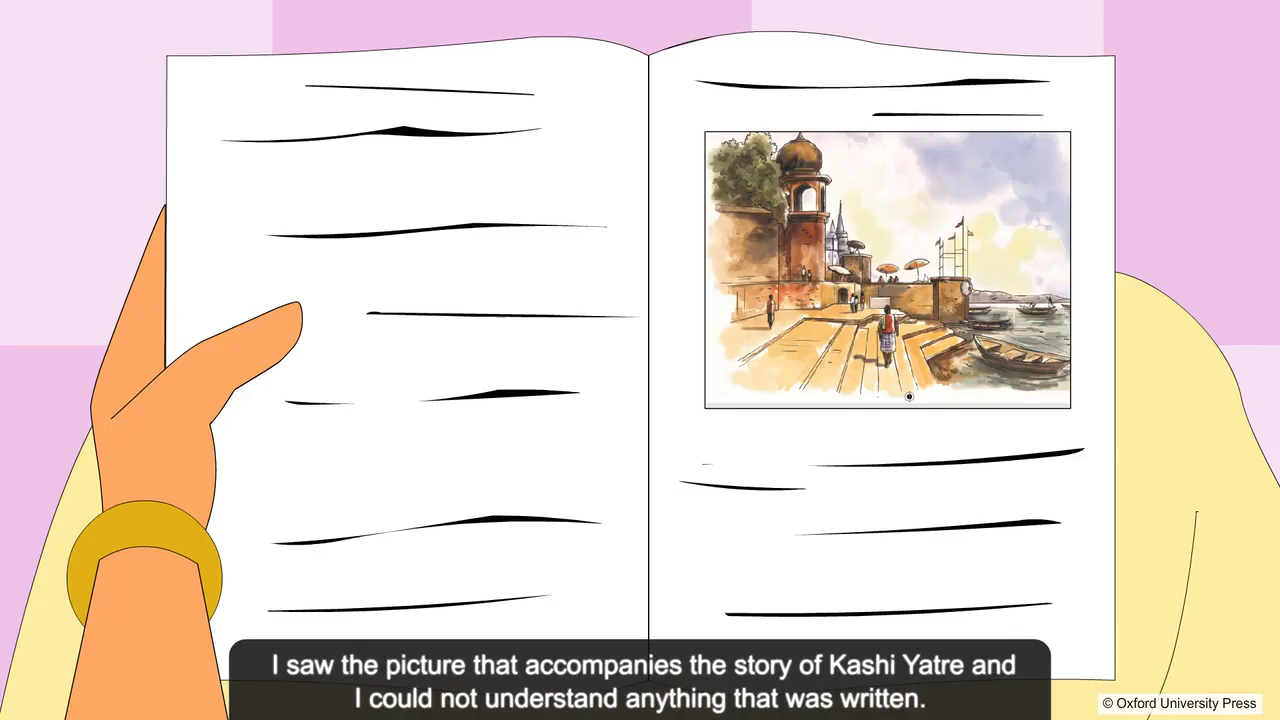 I saw the picture that accompanies the story of Kashi Yatre and
I could not understand anything that was written.
© Oxford University Press